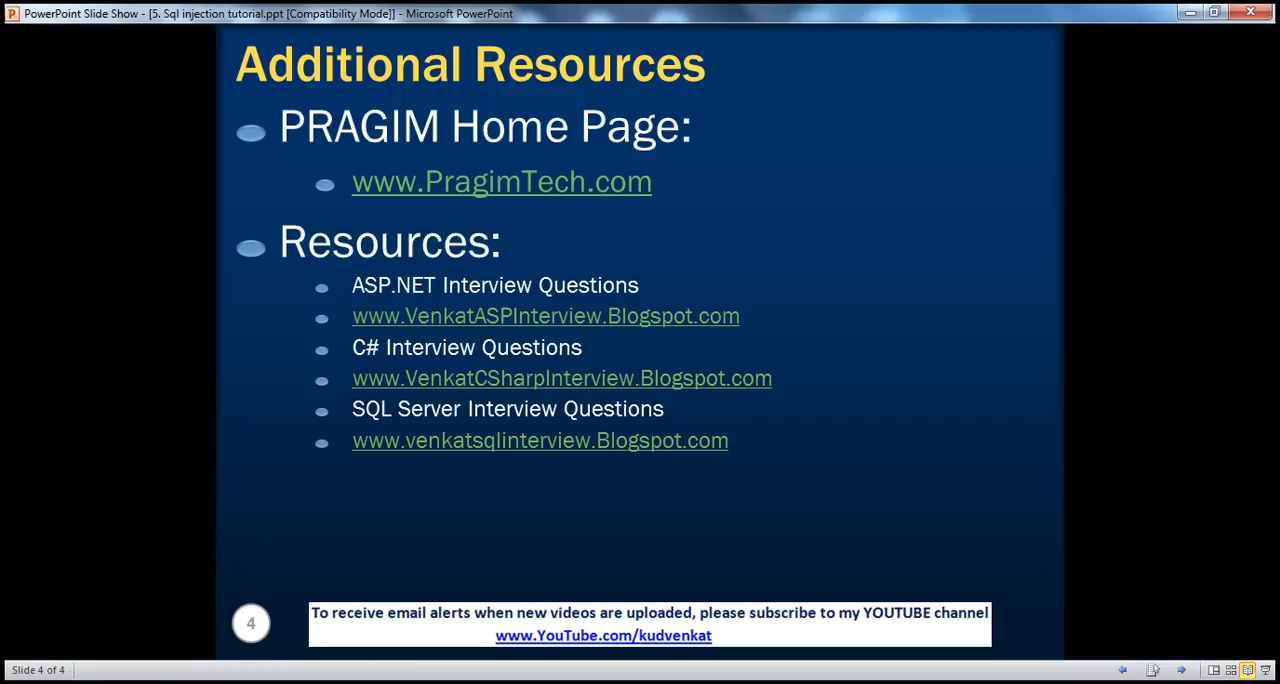 PowerPoint Slide Show - [5. Sql injection tutorial.ppt [Compatibility Mode]] - Microsoft PowerPoint
Additional Resources
PRAGIM Home Page:
www.PragimTech.com
Resources:
ASP.NET Interview Questions
www.VenkatASPInterview.Blogspot.com
C# Interview Questions
www.VenkatCSharpInterview.Blogspot.com
SQL Server Interview Questions
www.venkatsqlinterview.Blogspot.com
4
To receive email alerts when new videos are uploaded, please subscribe to my YOUTUBE channel
www.YouTube.com/kudvenkat
Slide 4 of 4